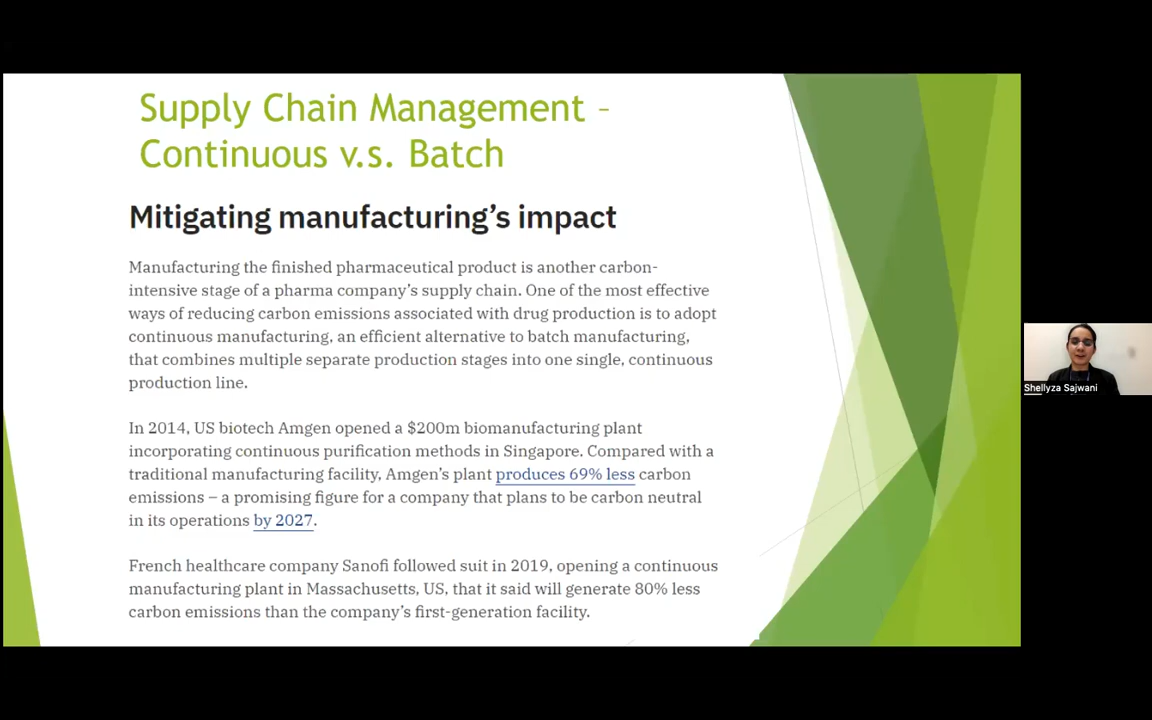 Supply Chain Management –
Continuous v.s. Batch
Mitigating manufacturing's impact
Manufacturing the finished pharmaceutical product is another carbon-
intensive stage of a pharma company's supply chain. One of the most effective
ways of reducing carbon emissions associated with drug production is to adopt
continuous manufacturing, an efficient alternative to batch manufacturing,
that combines multiple separate production stages into one single, continuous
production line.
In 2014, US biotech Amgen opened a $200m biomanufacturing plant
incorporating continuous purification methods in Singapore. Compared with a
traditional manufacturing facility, Amgen's plant produces 69% less carbon
emissions – a promising figure for a company that plans to be carbon neutral
in its operations by 2027.
French healthcare company Sanofi followed suit in 2019, opening a continuous
manufacturing plant in Massachusetts, US, that it said will generate 80% less
carbon emissions than the company's first-generation facility.
Shellyza Sajwani